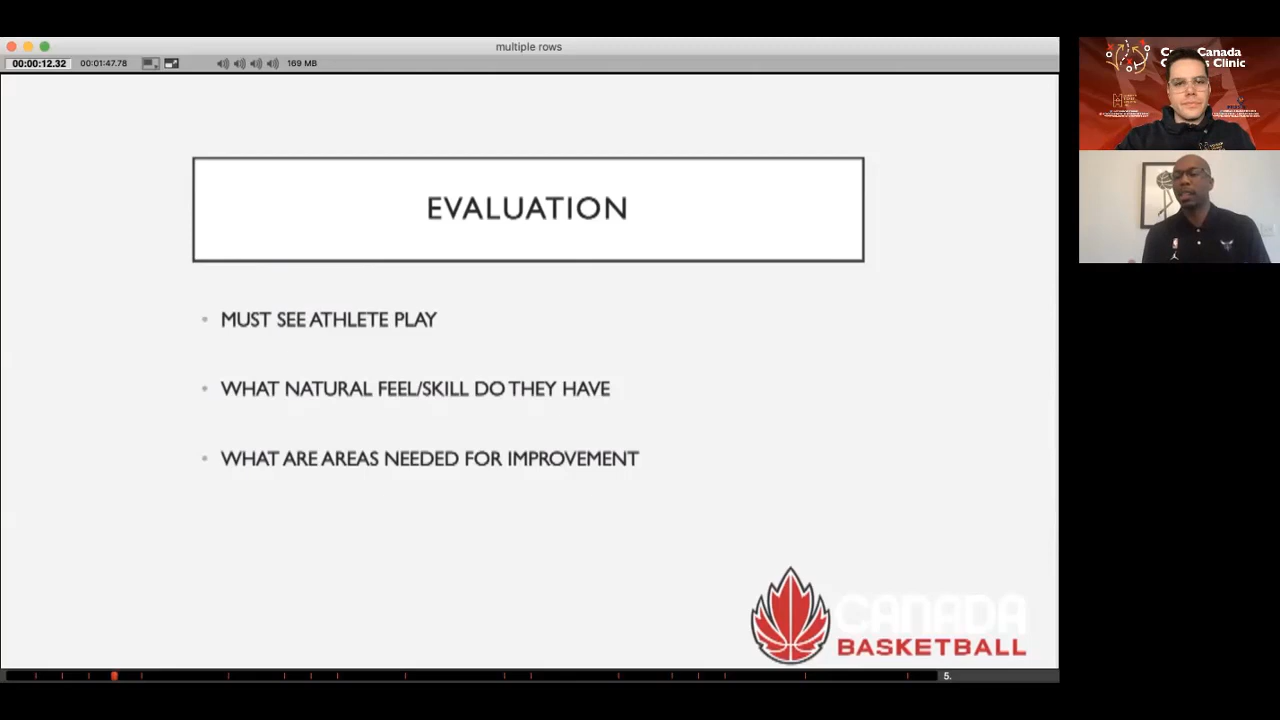 multiple rows
00:00:12.32 00:01:47.78 169 MB
EVALUATION
MUST SEE ATHLETE PLAY
WHAT NATURAL FEEL/SKILL DO THEY HAVE
WHAT ARE AREAS NEEDED FOR IMPROVEMENT
CANADA
BASKETBALL
5.
Canada
Clinic